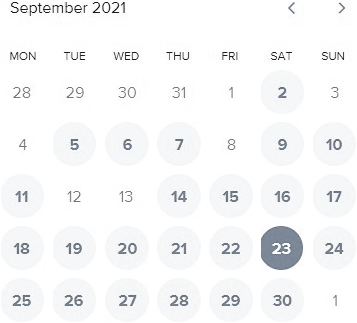 September 2021
MON TUE WED THU FRI SAT SUN
28 29 30 31 1 2 3
4 5 6 7 8 9 10
11 12 13 14 15 16 17
18 19 20 21 22 23 24
25 26 27 28 29 30 1